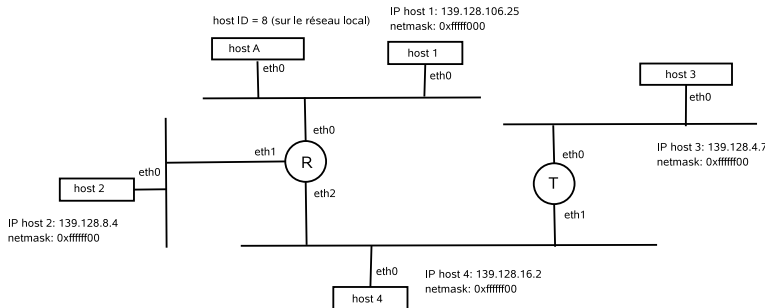 host ID = 8 (sur le réseau local)
IP host 1: 139.128.106.25
netmask: 0xfffff000
host A
host 1
eth0
eth0
host 3
eth0
eth0
eth1
R
eth2
eth0
host 2
IP host 2: 139.128.8.4
netmask: 0xffffff00
IP host 3: 139.128.4.7
netmask: 0xffffff00
eth0
T
eth1
eth0
host 4
IP host 4: 139.128.16.2
netmask: 0xffffff00